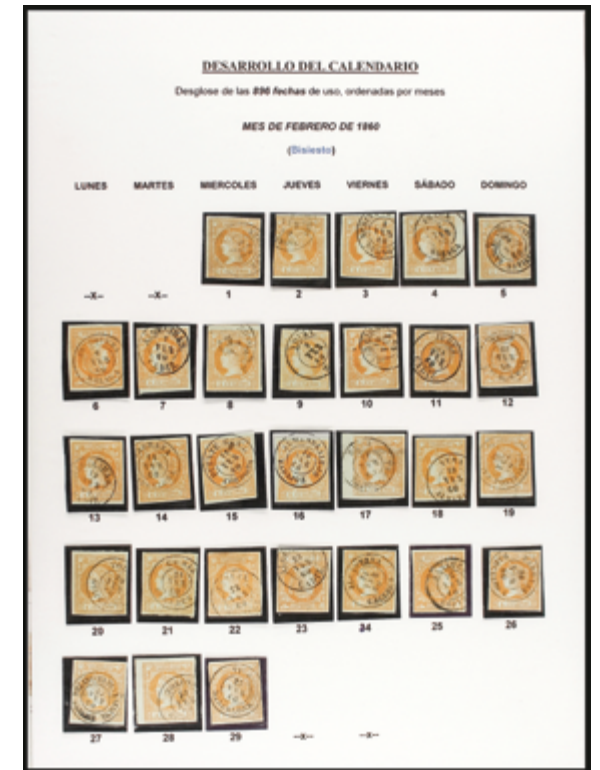 DESARROLLO DEL CALENDARIO
Desglose de las 896 fechas de uso, ordenadas por meses
MES DE FEBRERO DE 1860
(Bisiesto)
LUNES MARTES MIERCOLES JUEVES VIERNES SÁBADO DOMINGO
--X-- --X-- 1 2 3 4 5
6 7 8 9 10 11 12
13 14 15 16 17 18 19
20 21 22 23 24 25 26
27 28 29 --X-- --X--